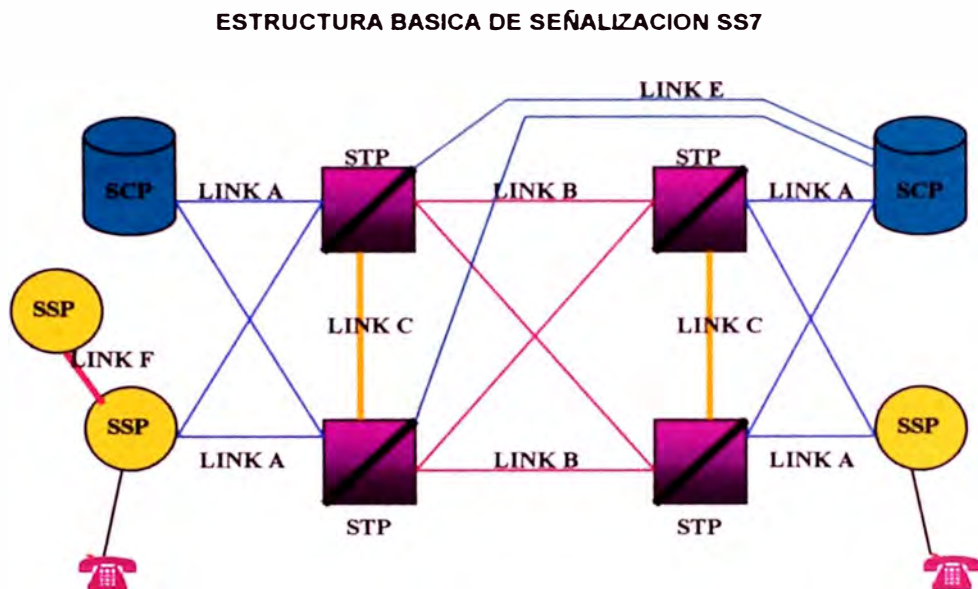 ESTRUCTURA BASICA DE SEÑALIZACION SS7
LINK E
STP
STP
SCP
LINK A
LINK B
LINK A
SCP
SSP
LINK F
LINK C
LINK C
SSP
SSP
LINK A
LINK B
LINK A
STP
STP